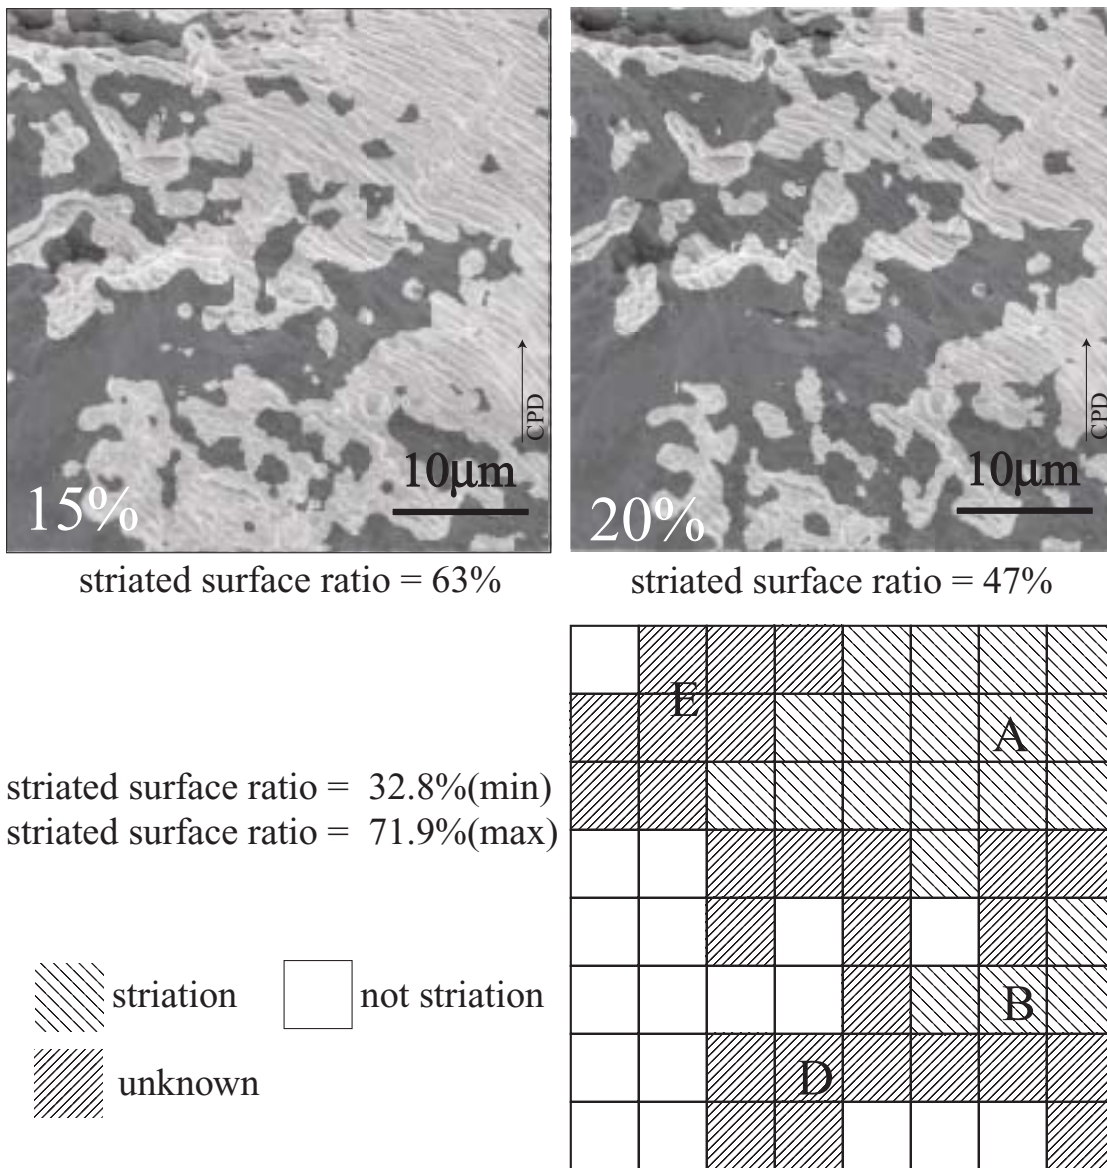 CPD
10μm
15%
CPD
10μm
20%
striated surface ratio = 63%
striated surface ratio = 47%
E
A
striated surface ratio = 32.8%(min)
striated surface ratio = 71.9%(max)
striation
not striation
B
unknown
D